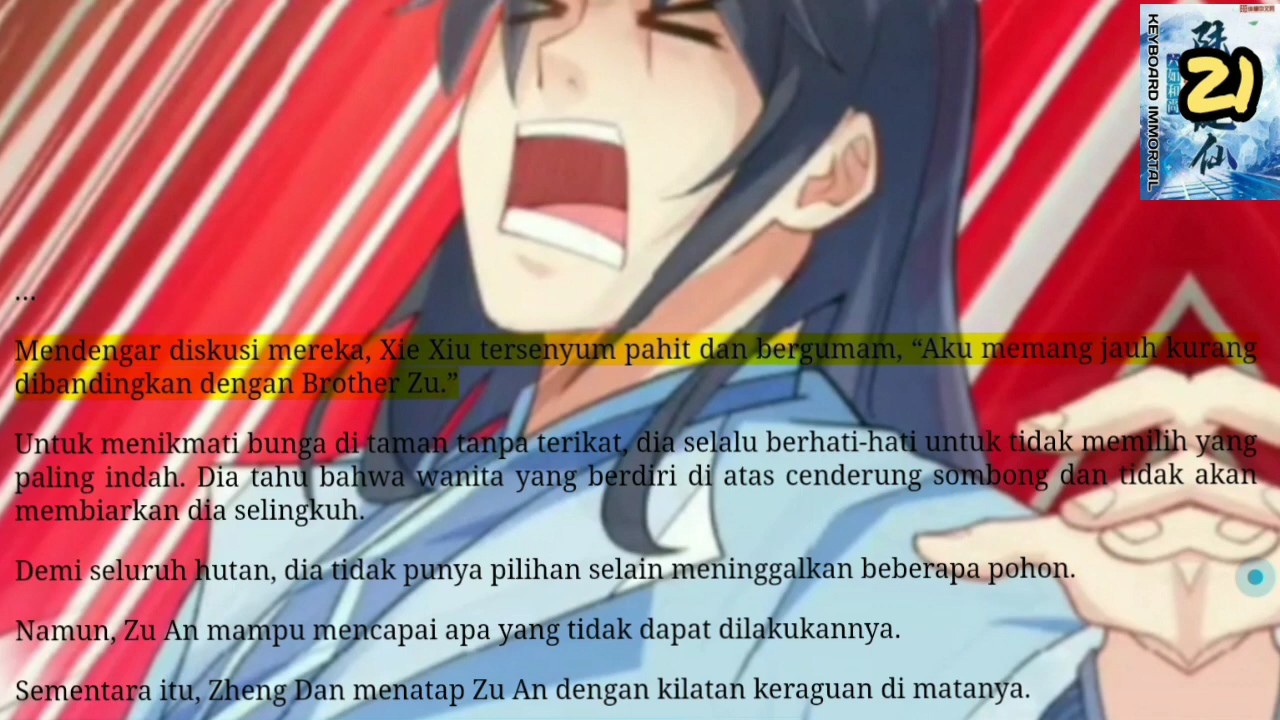 KEYBOARD IMMORTAL
21
仙
…
Mendengar diskusi mereka, Xie Xiu tersenyum pahit dan bergumam, “Aku memang jauh kurang
dibandingkan dengan Brother Zu.”
Untuk menikmati bunga di taman tanpa terikat, dia selalu berhati-hati untuk tidak memilih yang
paling indah. Dia tahu bahwa wanita yang berdiri di atas cenderung sombong dan tidak akan
membiarkan dia selingkuh.
Demi seluruh hutan, dia tidak punya pilihan selain meninggalkan beberapa pohon.
Namun, Zu An mampu mencapai apa yang tidak dapat dilakukannya.
Sementara itu, Zheng Dan menatap Zu An dengan kilatan keraguan di matanya.